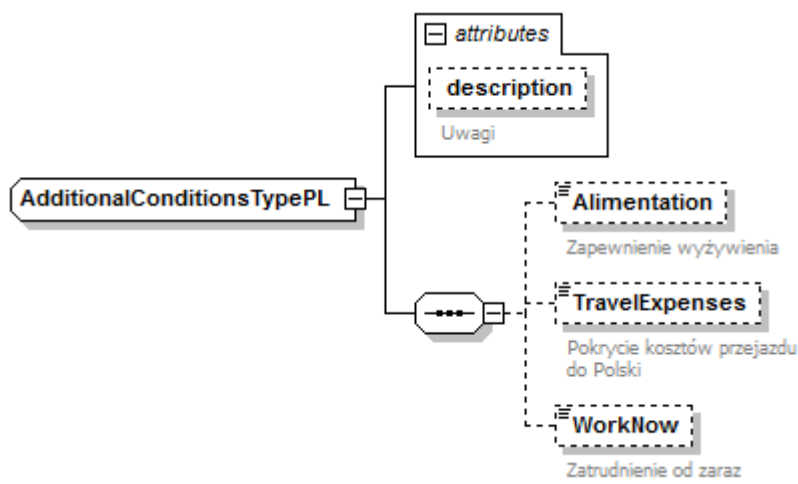 attributes
description
Uwagi
AdditionalConditionsTypePL
Alimentation
Zapewnienie wyżywienia
TravelExpenses
Pokrycie kosztów przejazdu
do Polski
WorkNow
Zatrudnienie od zaraz